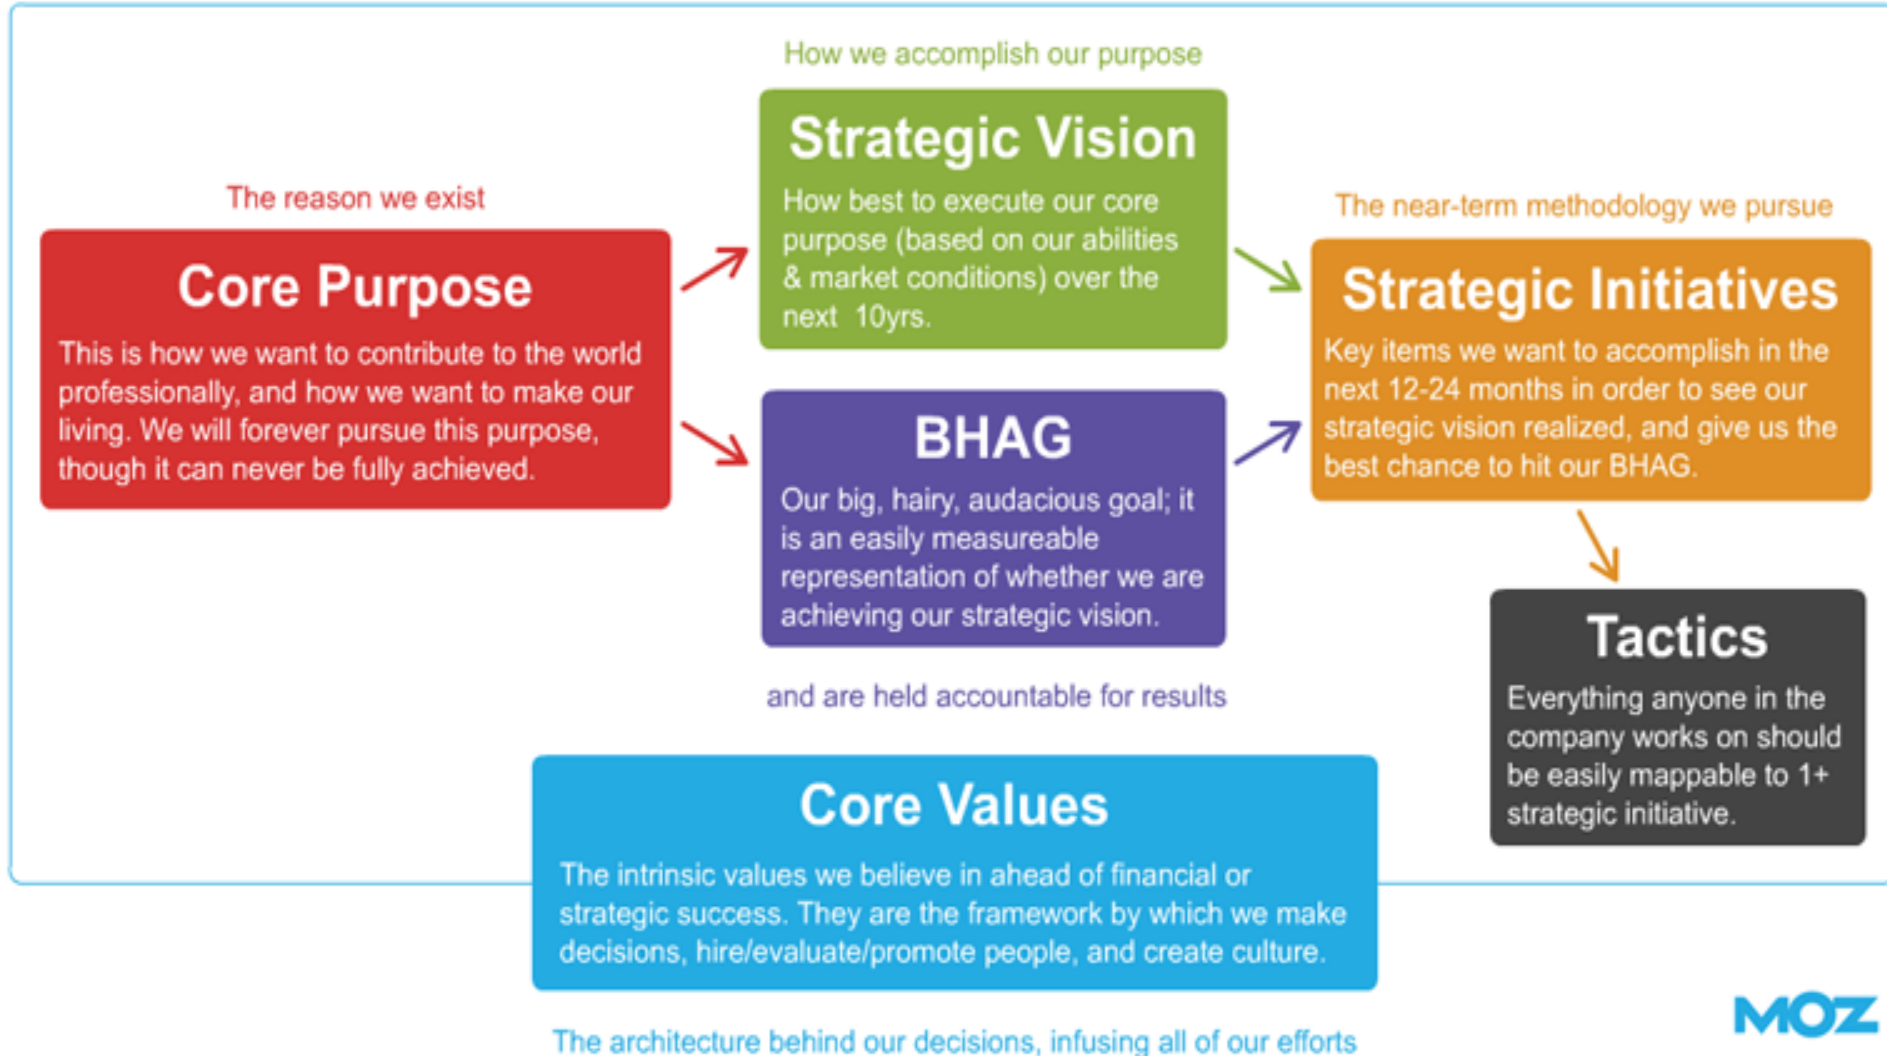 How we accomplish our purpose
Strategic Vision
How best to execute our core
purpose (based on our abilities
& market conditions) over the
next 10yrs.
The reason we exist
Core Purpose
This is how we want to contribute to the world
professionally, and how we want to make our
living. We will forever pursue this purpose,
though it can never be fully achieved.
BHAG
Our big, hairy, audacious goal; it
is an easily measureable
representation of whether we are
achieving our strategic vision.
and are held accountable for results
The near-term methodology we pursue
Strategic Initiatives
Key items we want to accomplish in the
next 12-24 months in order to see our
strategic vision realized, and give us the
best chance to hit our BHAG.
Tactics
Everything anyone in the
company works on should
be easily mappable to 1+
strategic initiative.
Core Values
The intrinsic values we believe in ahead of financial or
strategic success. They are the framework by which we make
decisions, hire/evaluate/promote people, and create culture.
The architecture behind our decisions, infusing all of our efforts
MOZ